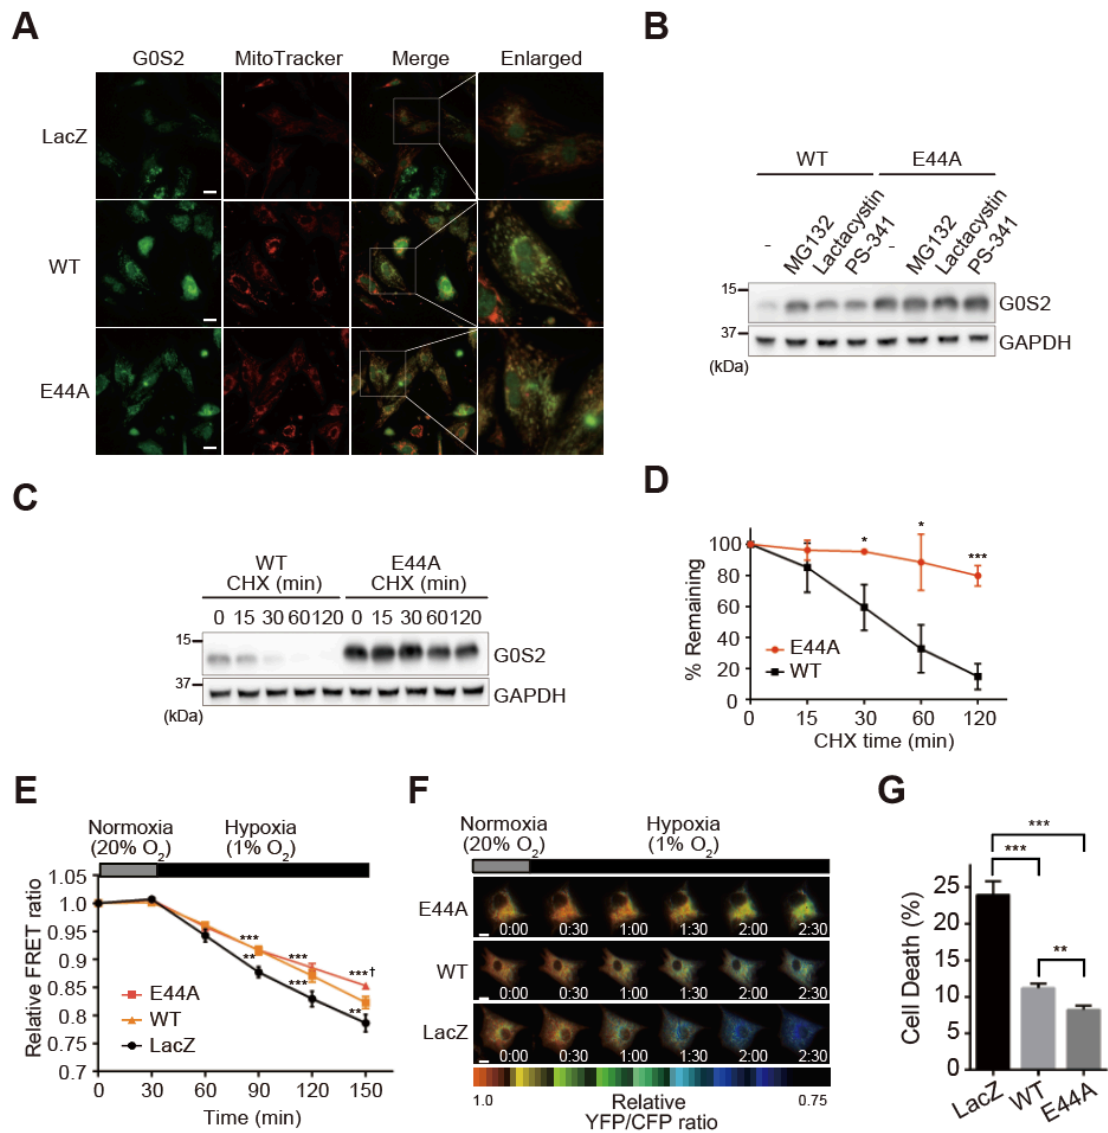 A
G0S2 MitoTracker Merge Enlarged
LacZ
WT
E44A
B
WT E44A
- MG132 Lactacystin PS-341 - MG132 Lactacystin PS-341
15
G0S2
37
GAPDH
(kDa)
C
WT E44A
CHX (min) CHX (min)
0 15 30 60 120 0 15 30 60 120
15
G0S2
37
GAPDH
(kDa)
D
% Remaining
100
80
60
40
20
0
* * ***
E44A
WT
0 15 30 60 120
CHX time (min)
E
Normoxia Hypoxia
(20% O2) (1% O2)
Relative FRET ratio
1.05
1.0
0.95
0.9
0.85
0.8
0.75
0.7
*** *** ***†
** *** **
E44A
WT
LacZ
0 30 60 90 120 150
Time (min)
F
Normoxia Hypoxia
(20% O2) (1% O2)
E44A
0:00 0:30 1:00 1:30 2:00 2:30
WT
0:00 0:30 1:00 1:30 2:00 2:30
LacZ
0:00 0:30 1:00 1:30 2:00 2:30
1.0 Relative 0.75
YFP/CFP ratio
G
***
***
**
Cell Death (%)
25
20
15
10
5
0
LacZ WT E44A